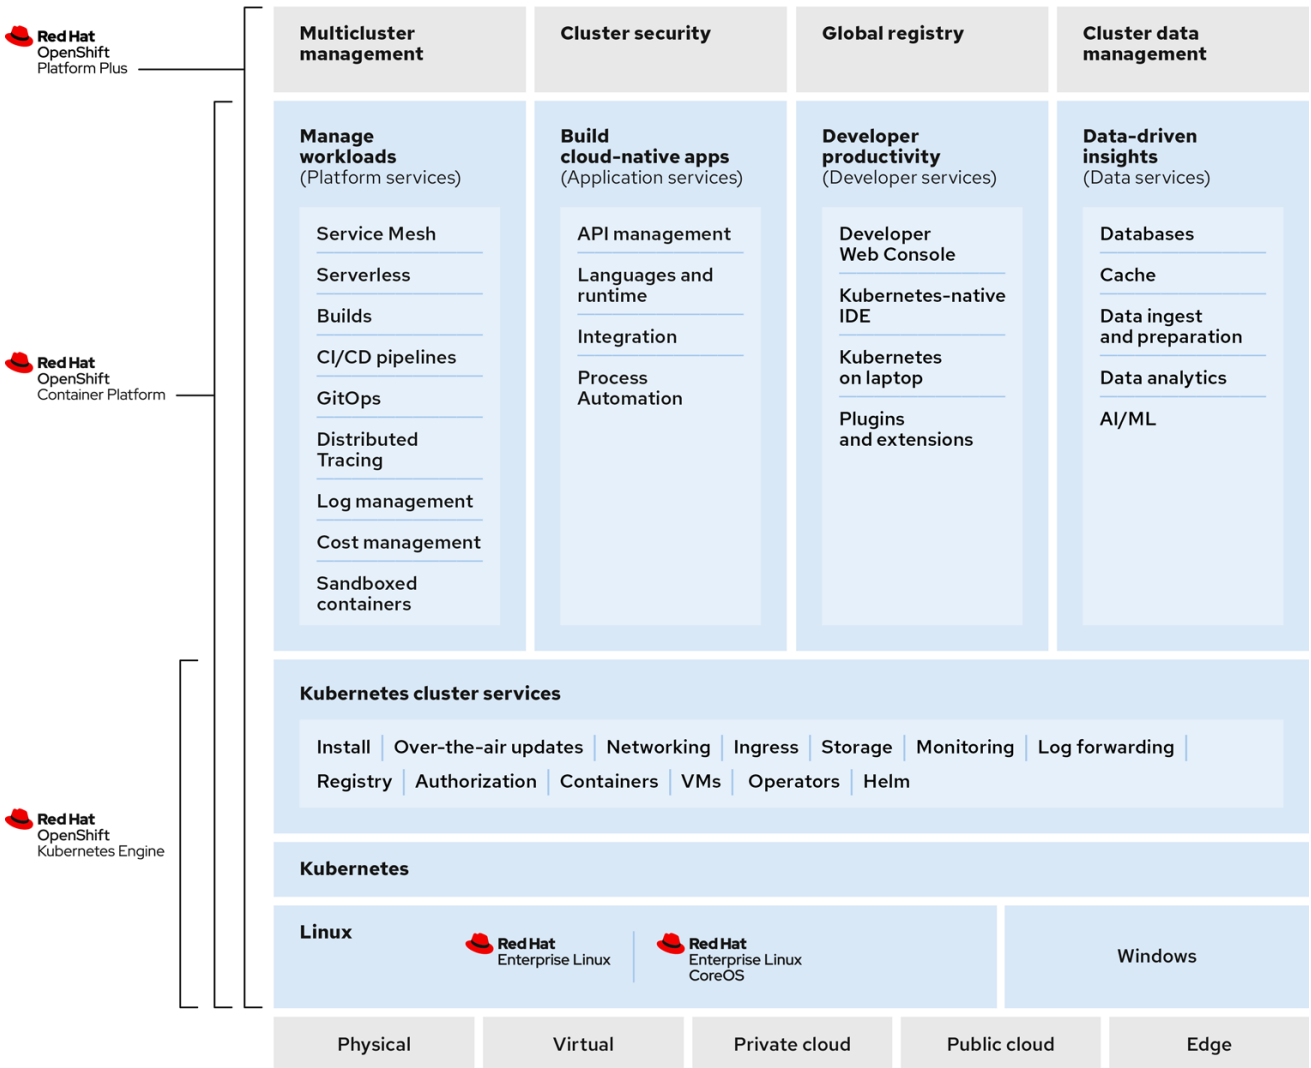 Red Hat
OpenShift
Platform Plus
Multicluster
management
Cluster security
Global registry
Cluster data
management
Red Hat
OpenShift
Container Platform
Manage
workloads
(Platform services)
Service Mesh
Serverless
Builds
CI/CD pipelines
GitOps
Distributed
Tracing
Log management
Cost management
Sandboxed
containers
Build
cloud-native apps
(Application services)
API management
Languages and
runtime
Integration
Process
Automation
Developer
productivity
(Developer services)
Developer
Web Console
Kubernetes-native
IDE
Kubernetes
on laptop
Plugins
and extensions
Data-driven
insights
(Data services)
Databases
Cache
Data ingest
and preparation
Data analytics
AI/ML
Red Hat
OpenShift
Kubernetes Engine
Kubernetes cluster services
Install | Over-the-air updates | Networking | Ingress | Storage | Monitoring | Log forwarding |
Registry | Authorization | Containers | VMs | Operators | Helm
Kubernetes
Linux
Red Hat
Enterprise Linux
Red Hat
Enterprise Linux
CoreOS
Windows
Physical
Virtual
Private cloud
Public cloud
Edge